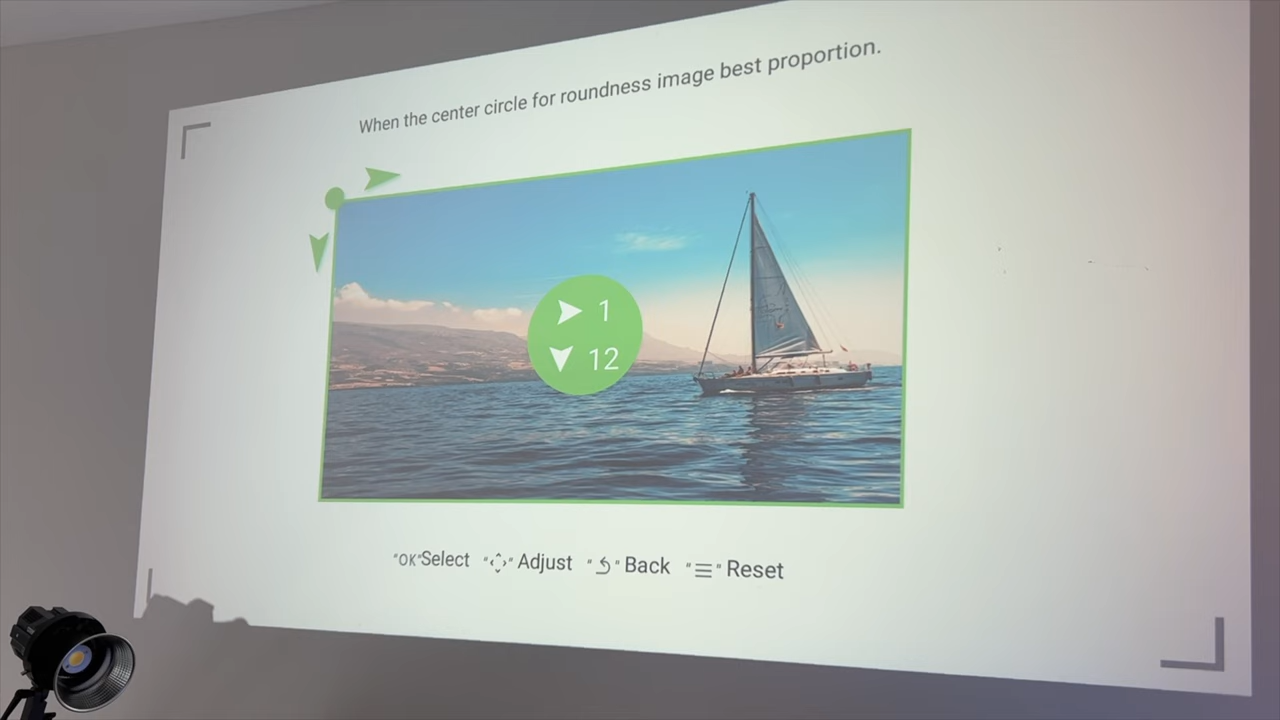 When the center circle for roundness image best proportion.
1
12
"OK"Select " " Adjust " " Back "☰" Reset